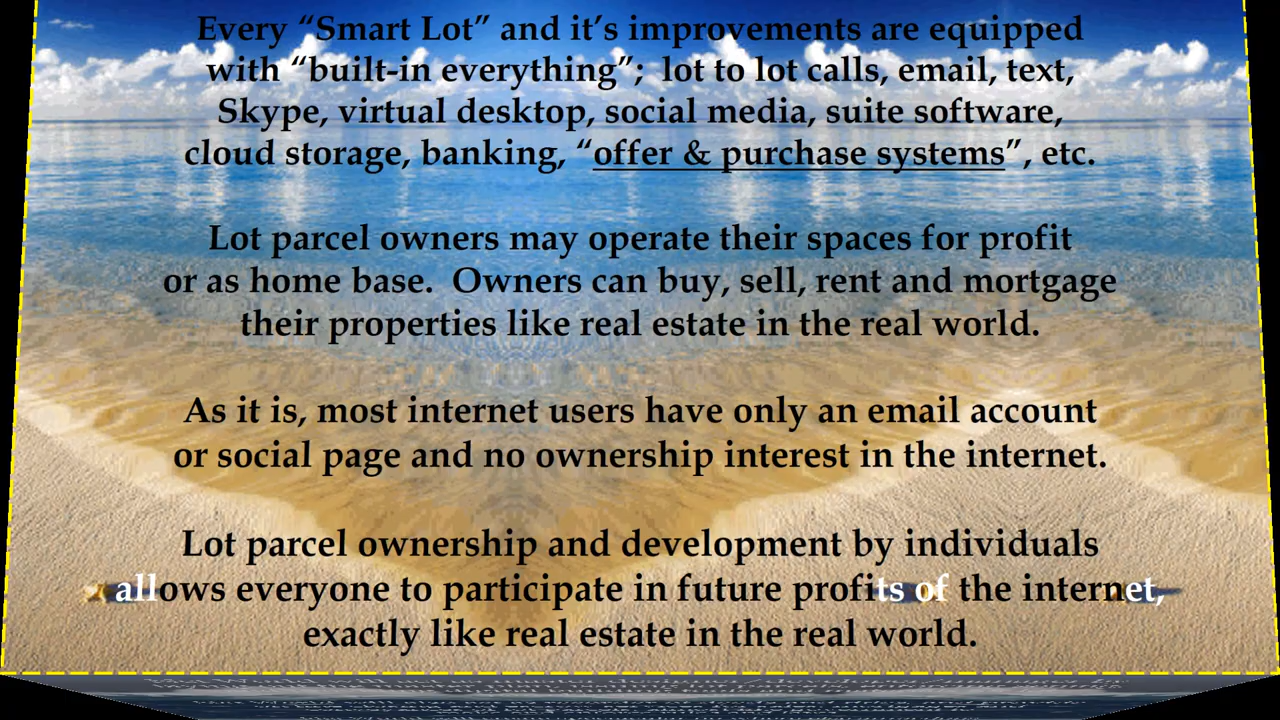 Every “Smart Lot” and it’s improvements are equipped
with “built-in everything”;  lot to lot calls, email, text,
Skype, virtual desktop, social media, suite software,
cloud storage, banking, “offer & purchase systems”, etc.
Lot parcel owners may operate their spaces for profit
or as home base.  Owners can buy, sell, rent and mortgage
their properties like real estate in the real world.
As it is, most internet users have only an email account
or social page and no ownership interest in the internet.
Lot parcel ownership and development by individuals
allows everyone to participate in future profits of the internet,
exactly like real estate in the real world.